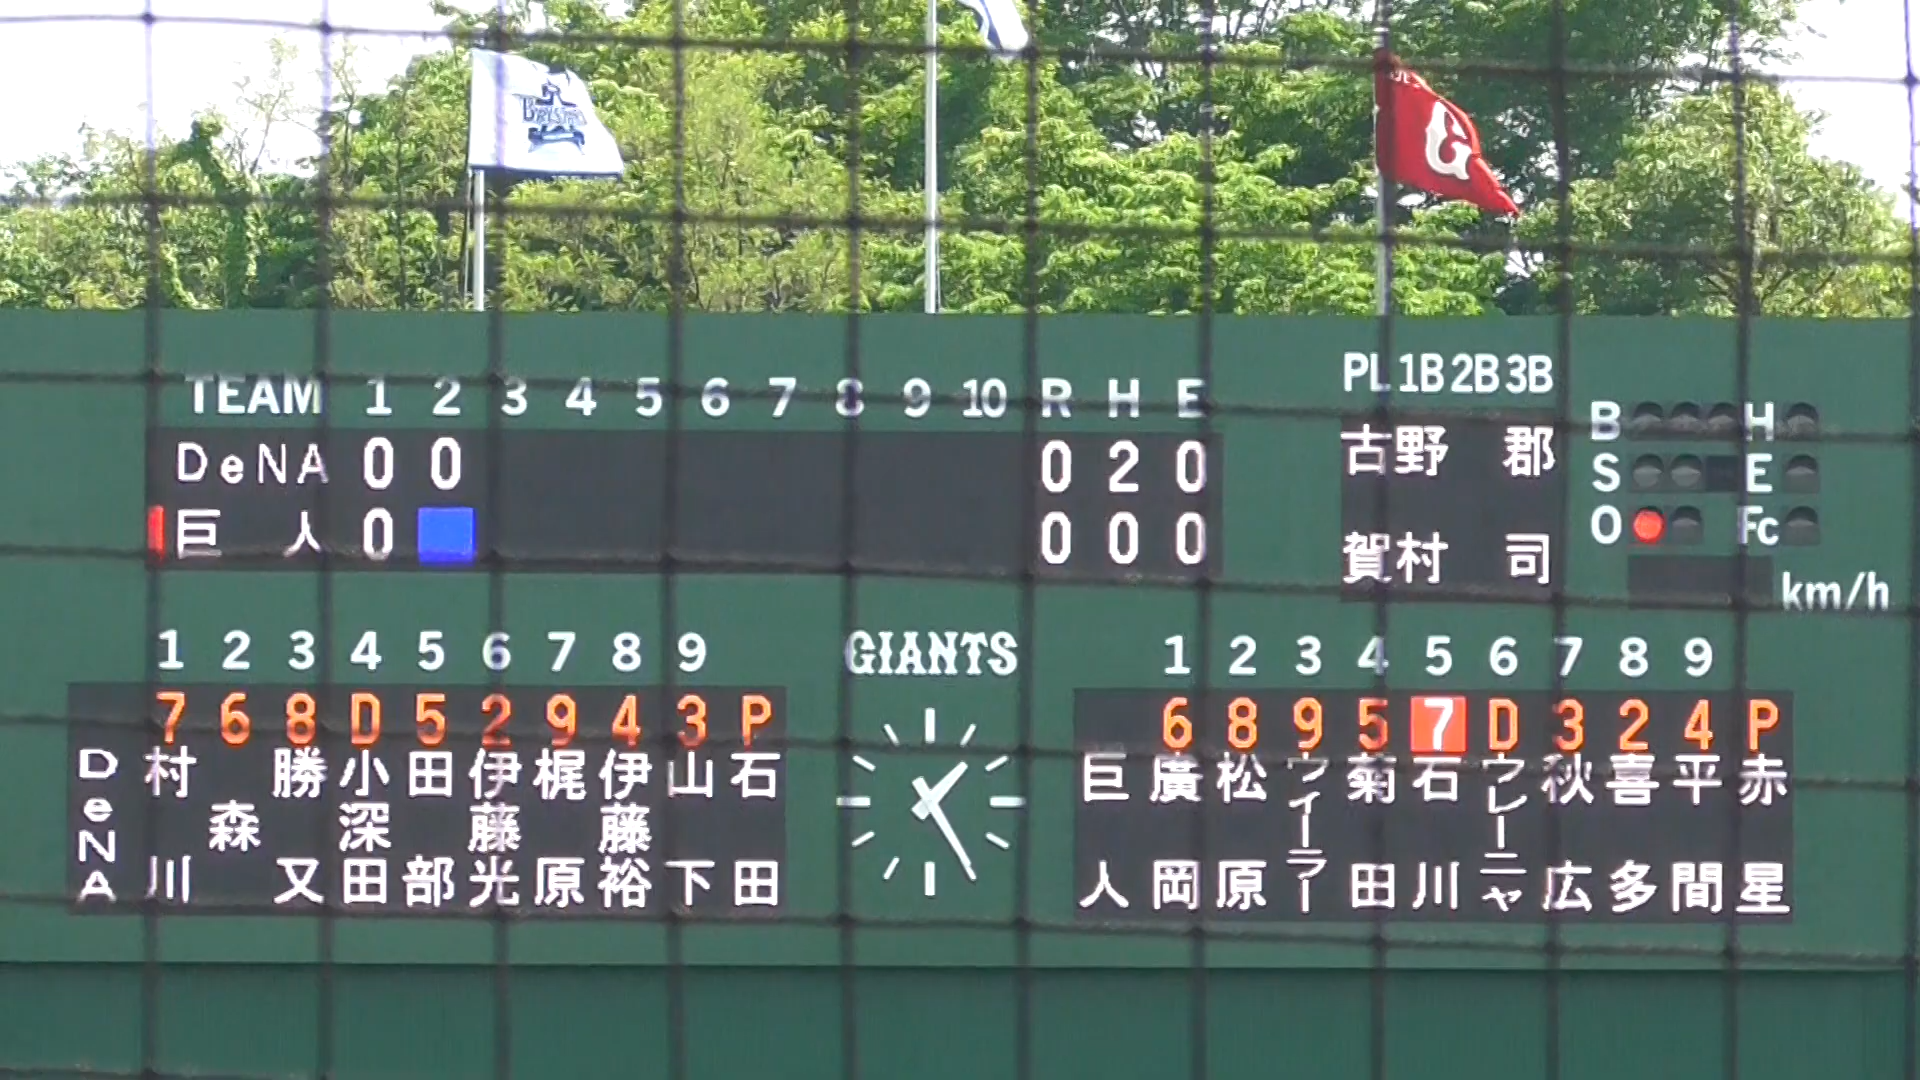 BAYSTARS
G
TEAM 1 2 3 4 5 6 7 8 9 10 R H E
DeNA 0 0 0 2 0
巨人 0 0 0 0
PL 1B 2B 3B
古野 郡
賀村 司
B H
S E
O Fc
km/h
1 2 3 4 5 6 7 8 9
7 6 8 D 5 2 9 4 3 P
DeNA 村川 森 勝又 小深田 田部 伊藤光 梶原 伊藤裕 山下 石田
GIANTS
1 2 3 4 5 6 7 8 9
6 8 9 5 7 D 3 2 4 P
巨人 廣岡 松原 ウィーラー 菊田 石川 ウレーニャ 秋広 喜多 平間 赤星